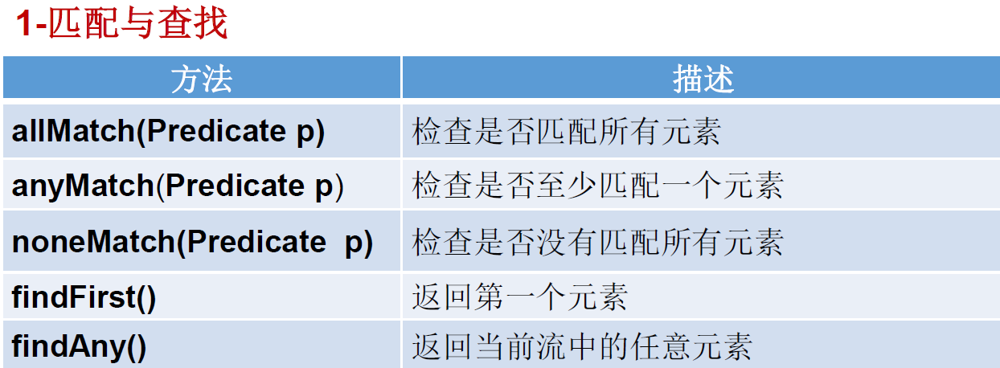 1-匹配与查找
方法 描述
allMatch(Predicate p) 检查是否匹配所有元素
anyMatch(Predicate p) 检查是否至少匹配一个元素
noneMatch(Predicate  p) 检查是否没有匹配所有元素
findFirst() 返回第一个元素
findAny() 返回当前流中的任意元素